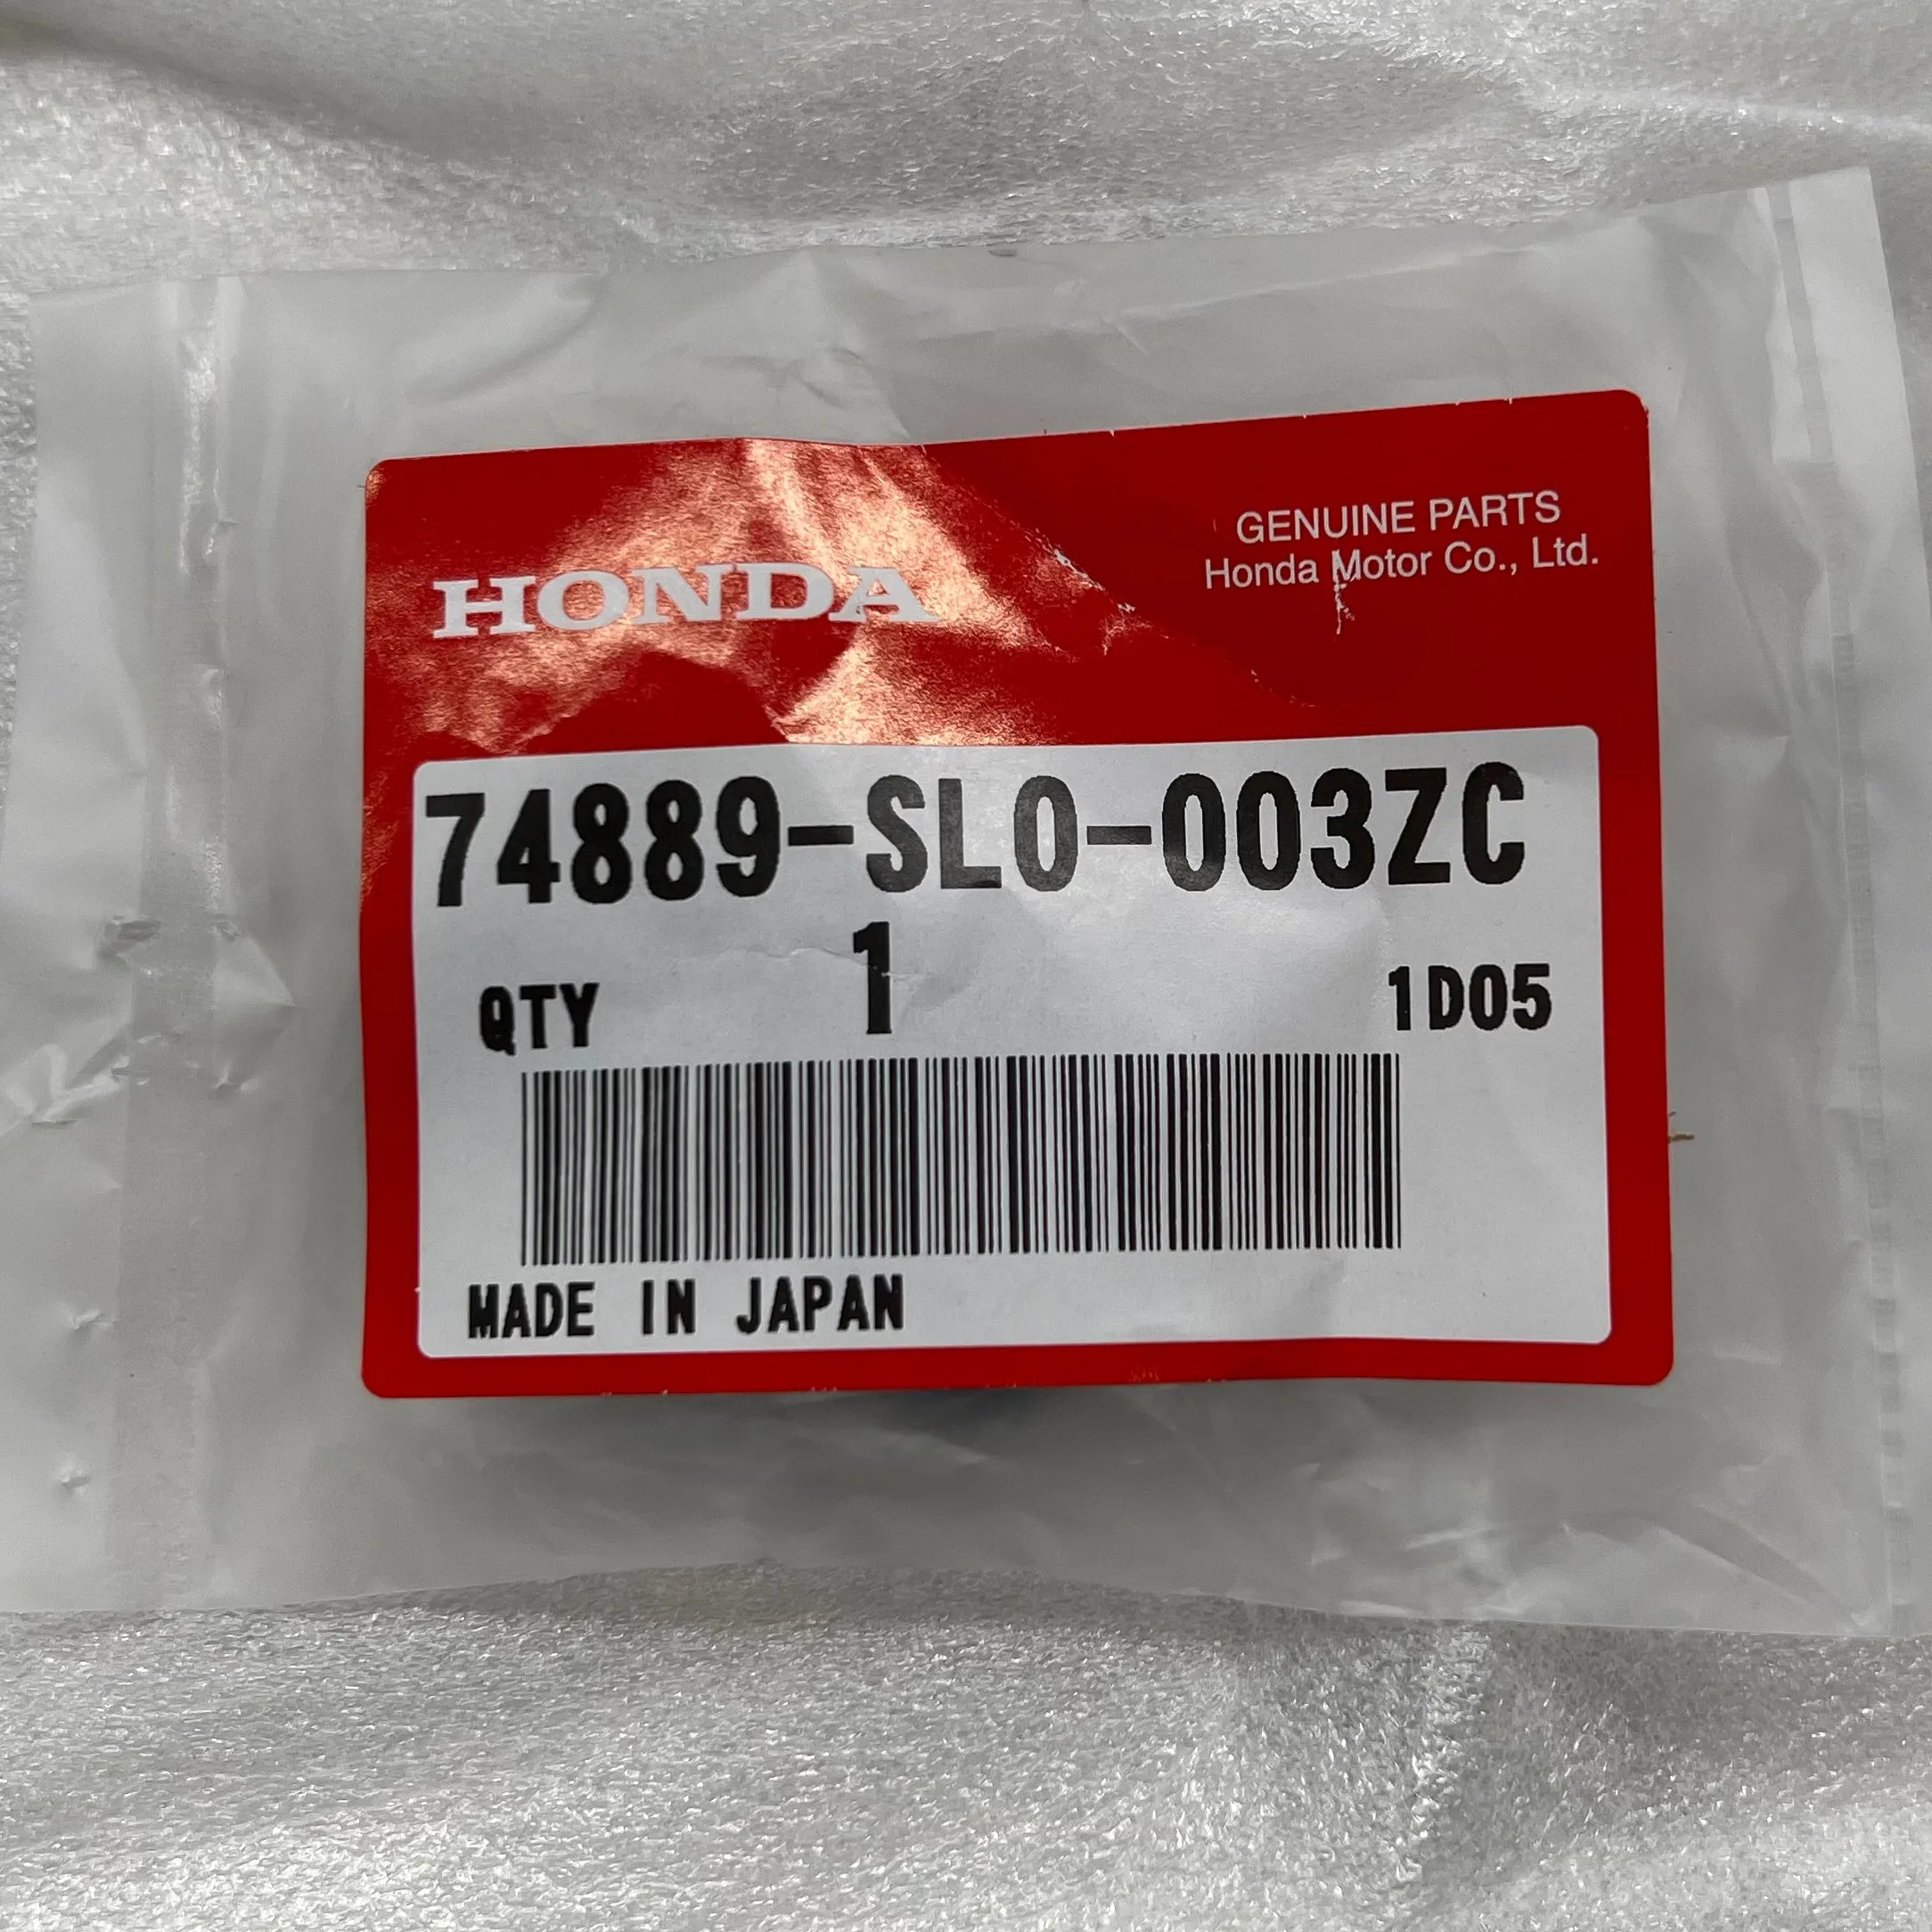 HONDA
GENUINE PARTS
Honda Motor Co., Ltd.
74889-SL0-003ZC
QTY 1 1D05
MADE IN JAPAN